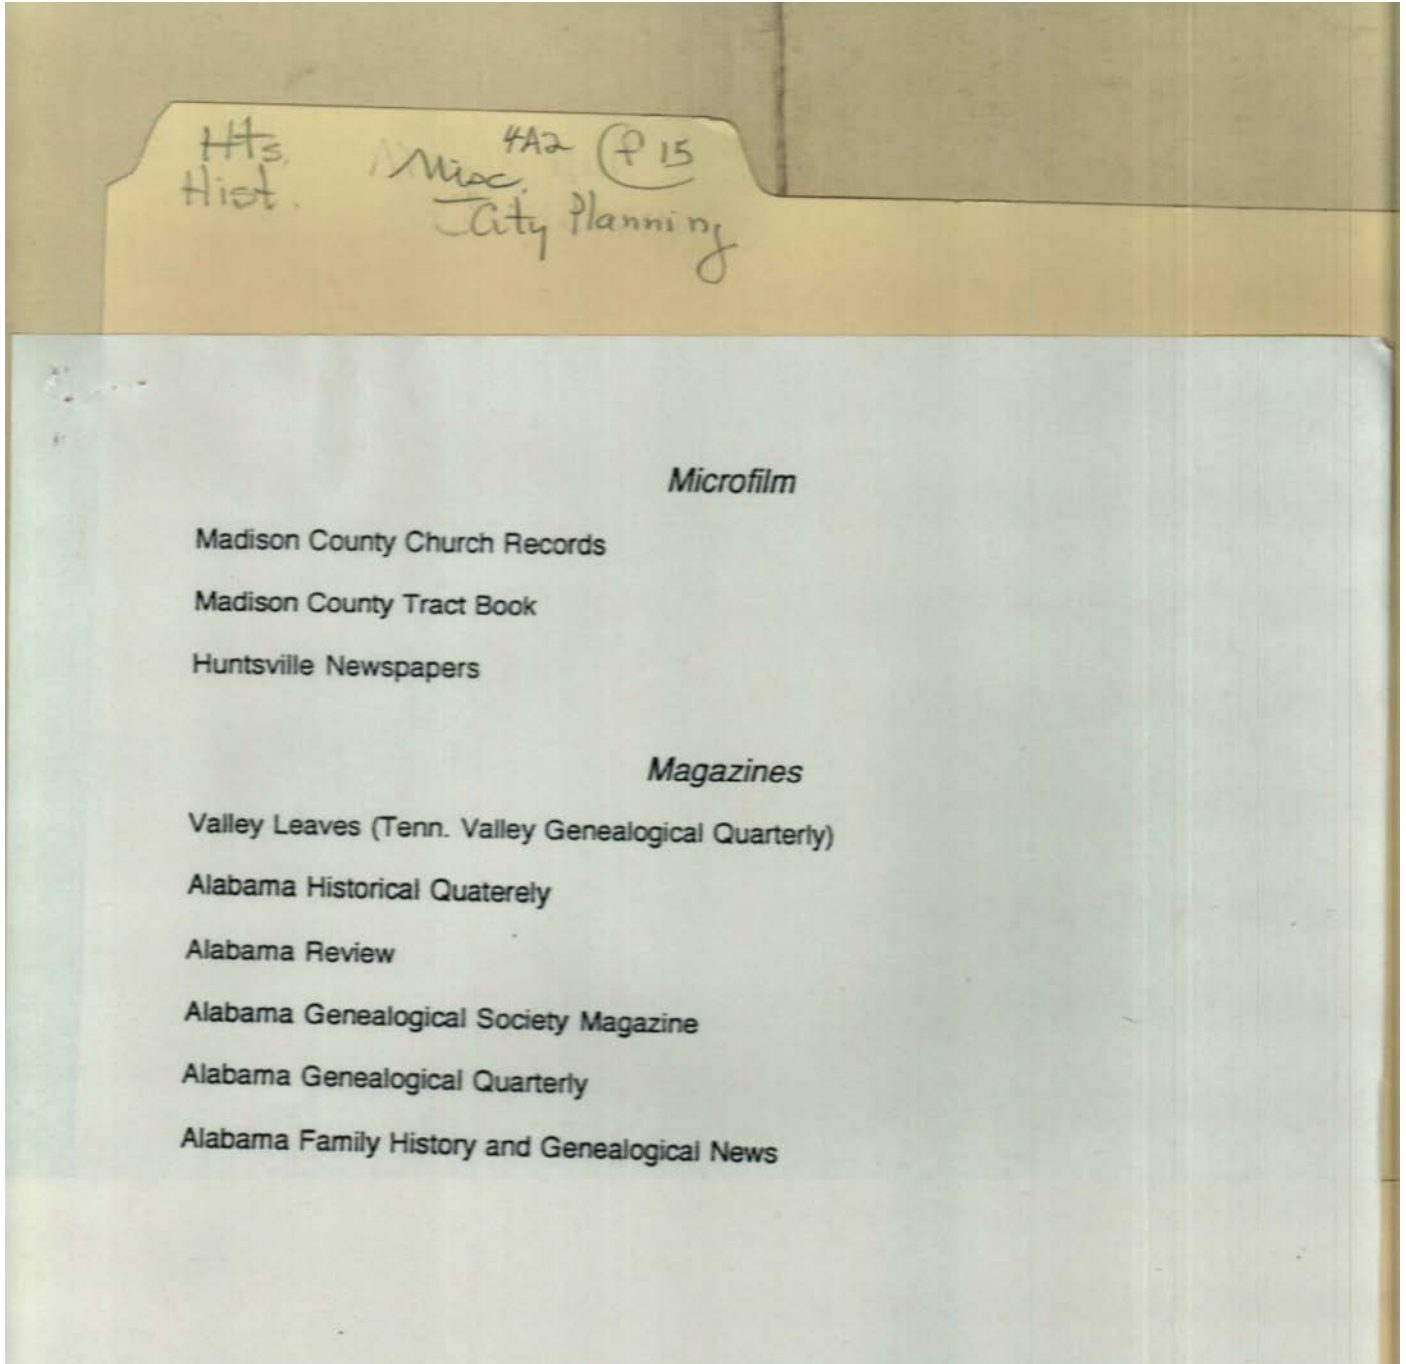 Hts. Misc. 4A2 f 15
Hist. City Planning
Microfilm
Madison County Church Records
Madison County Tract Book
Huntsville Newspapers
Magazines
Valley Leaves (Tenn. Valley Genealogical Quarterly)
Alabama Historical Quaterely
Alabama Review
Alabama Genealogical Society Magazine
Alabama Genealogical Quarterly
Alabama Family History and Genealogical News